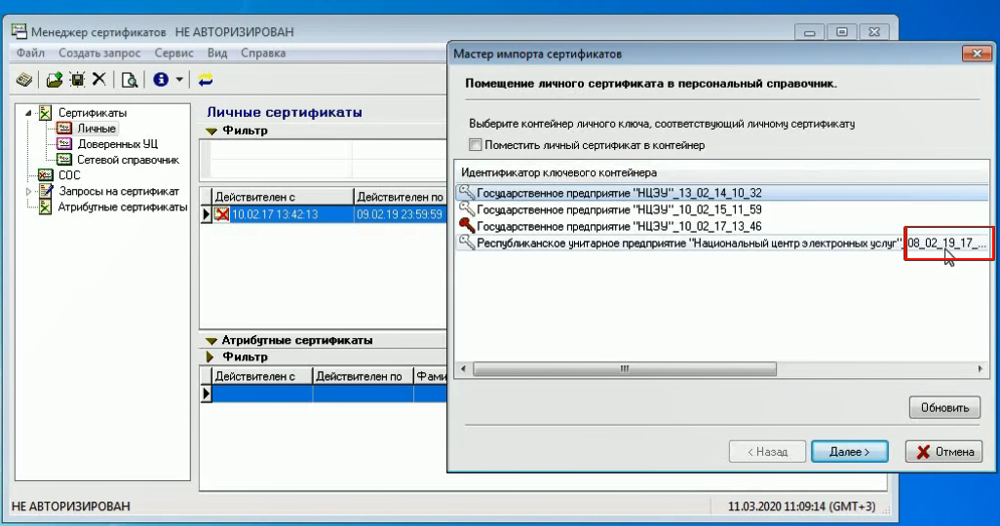 Менеджер сертификатов НЕ АВТОРИЗИРОВАН
Файл Создать запрос Сервис Вид Справка
Сертификаты
Личные
Доверенных УЦ
Сетевой справочник
СОС
Запросы на сертификат
Атрибутные сертификаты
Личные сертификаты
Фильтр
Действителен с Действителен по
10.02.17 13:42:13 09.02.19 23:59:59
Атрибутные сертификаты
Фильтр
Действителен с Действителен по Фами
Мастер импорта сертификатов
Помещение личного сертификата в персональный справочник.
Выберите контейнер личного ключа, соответствующий личному сертификату
Поместить личный сертификат в контейнер
Идентификатор ключевого контейнера
Государственное предприятие "НЦЭУ"_13_02_14_10_32
Государственное предприятие "НЦЭУ"_10_02_15_11_59
Государственное предприятие "НЦЭУ"_10_02_17_13_46
Республиканское унитарное предприятие "Национальный центр электронных услуг"_08_02_19_17_...
Обновить
< Назад Далее > Отмена
НЕ АВТОРИЗИРОВАН 11.03.2020 11:09:14 (GMT+3)